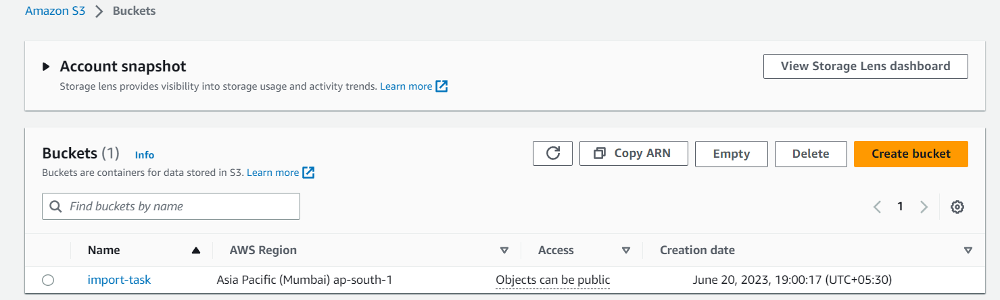 Amazon S3 > Buckets
Account snapshot
View Storage Lens dashboard
Storage lens provides visibility into storage usage and activity trends. Learn more
Buckets (1) Info
Copy ARN Empty Delete Create bucket
Buckets are containers for data stored in S3. Learn more
Find buckets by name
1
Name AWS Region Access Creation date
import-task Asia Pacific (Mumbai) ap-south-1 Objects can be public June 20, 2023, 19:00:17 (UTC+05:30)